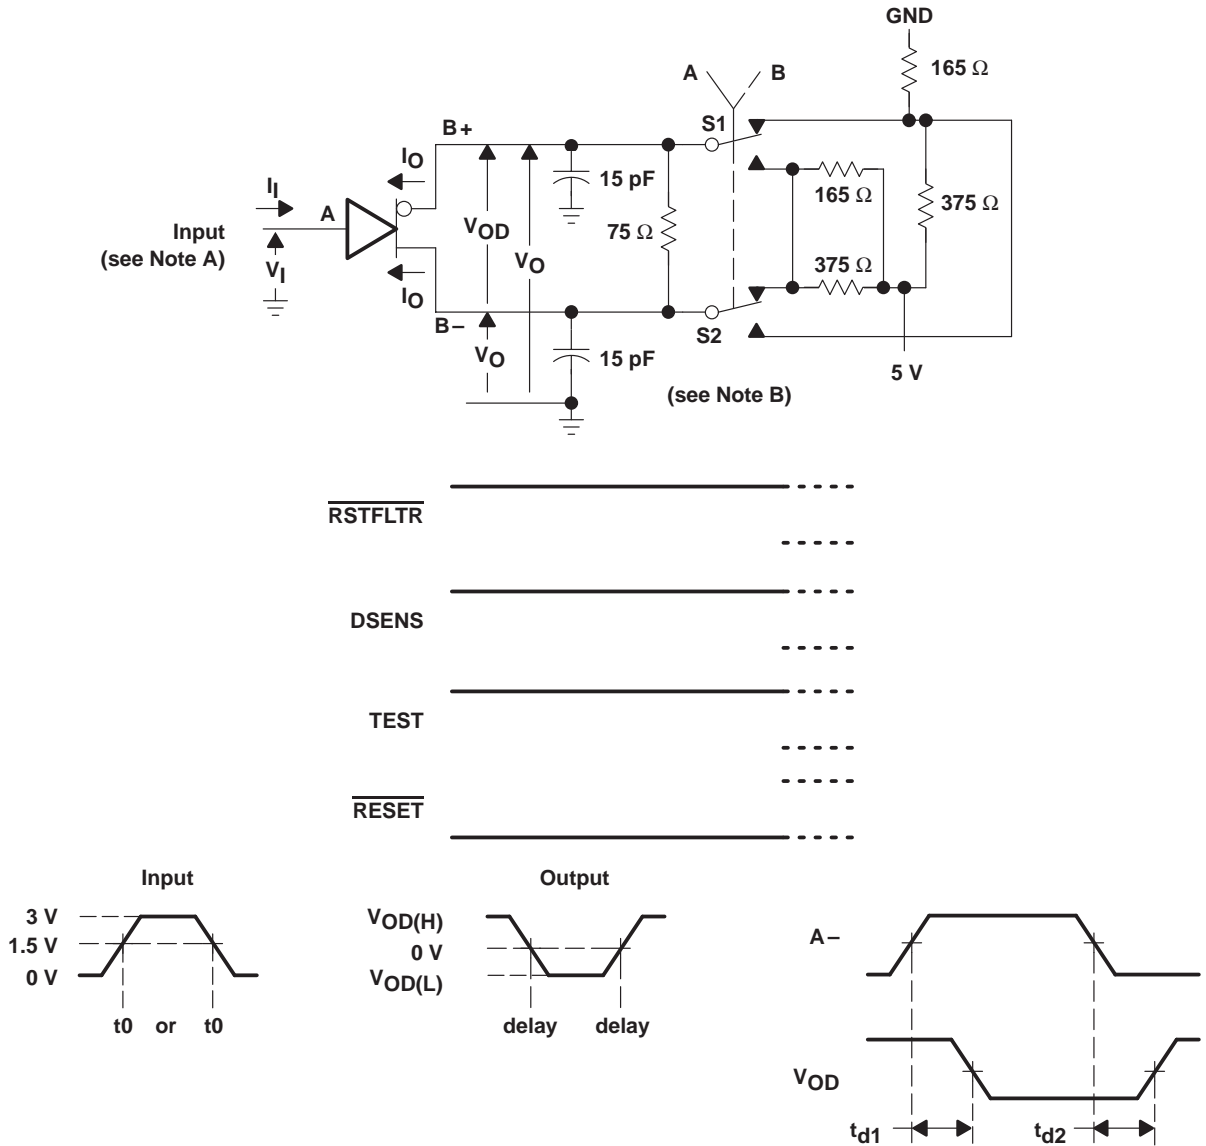 GND
165 Ω
A
B
S1
B+
IO
II
A
Input
(see Note A)
VI
VOD
VO
15 pF
75 Ω
165 Ω
375 Ω
375 Ω
IO
B–
VO
15 pF
S2
5 V
(see Note B)
RSTFLTR
DSENS
TEST
RESET
Input
3 V
1.5 V
0 V
t0 or t0
Output
VOD(H)
0 V
VOD(L)
delay delay
A–
VOD
td1
td2